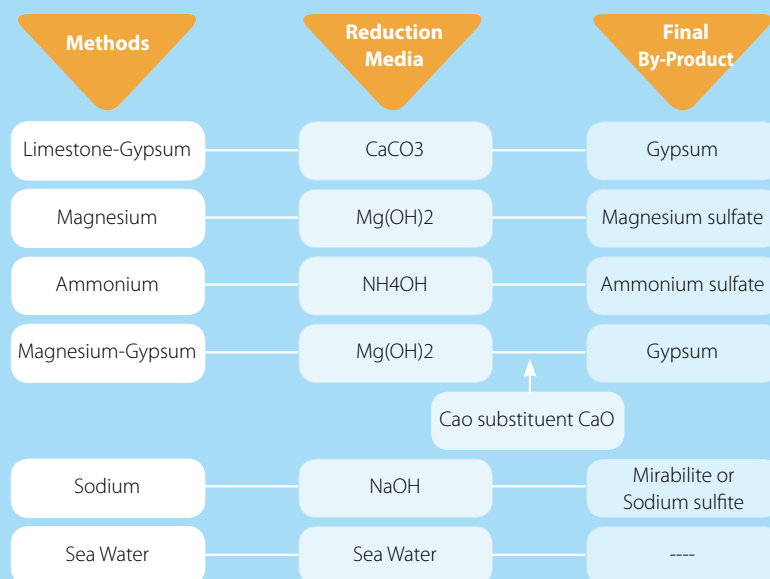 Methods
Reduction
Media
Final
By-Product
Limestone-Gypsum
CaCO3
Gypsum
Magnesium
Mg(OH)2
Magnesium sulfate
Ammonium
NH4OH
Ammonium sulfate
Magnesium-Gypsum
Mg(OH)2
Gypsum
Cao substituent CaO
Sodium
NaOH
Mirabilite or
Sodium sulfite
Sea Water
Sea Water
----